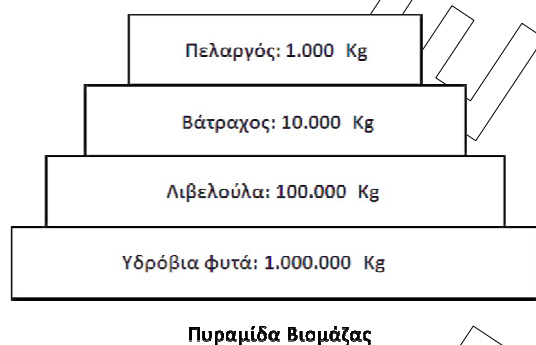 Πελαργός: 1.000 Kg
Βάτραχος: 10.000 Kg
Λιβελούλα: 100.000 Kg
Υδρόβια φυτά: 1.000.000 Kg
Πυραμίδα Βιομάζας